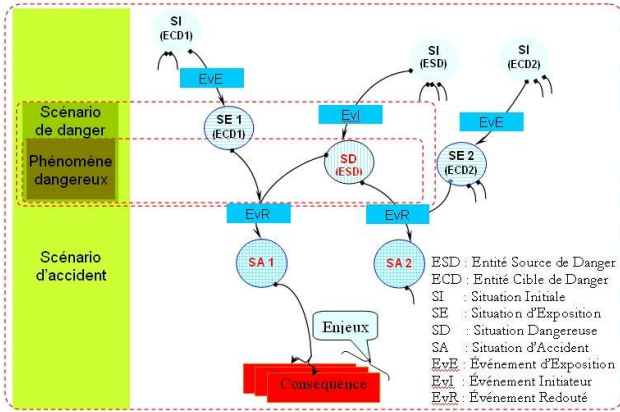 SI
(ECD1)
SI
(ESD)
SI
(ECD2)
EvE
EvI
EvE
Scénario
de danger
SE 1
(ECD1)
Phénomène
dangereux
SD
(ESD)
SE 2
(ECD2)
EvR
EvR
Scénario
d'accident
SA 1
SA 2
Enjeux
Conséquence
ESD : Entité Source de Danger
ECD : Entité Cible de Danger
SI : Situation Initiale
SE : Situation d'Exposition
SD : Situation Dangereuse
SA : Situation d'Accident
EvE : Événement d'Exposition
EvI : Événement Initiateur
EvR : Événement Redouté